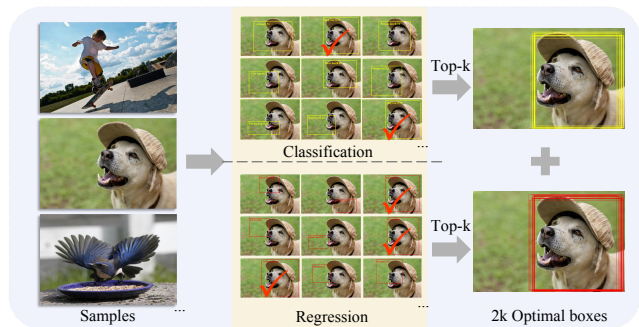 Top-k
Classification
...
Top-k
Samples
...
Regression
...
2k Optimal boxes